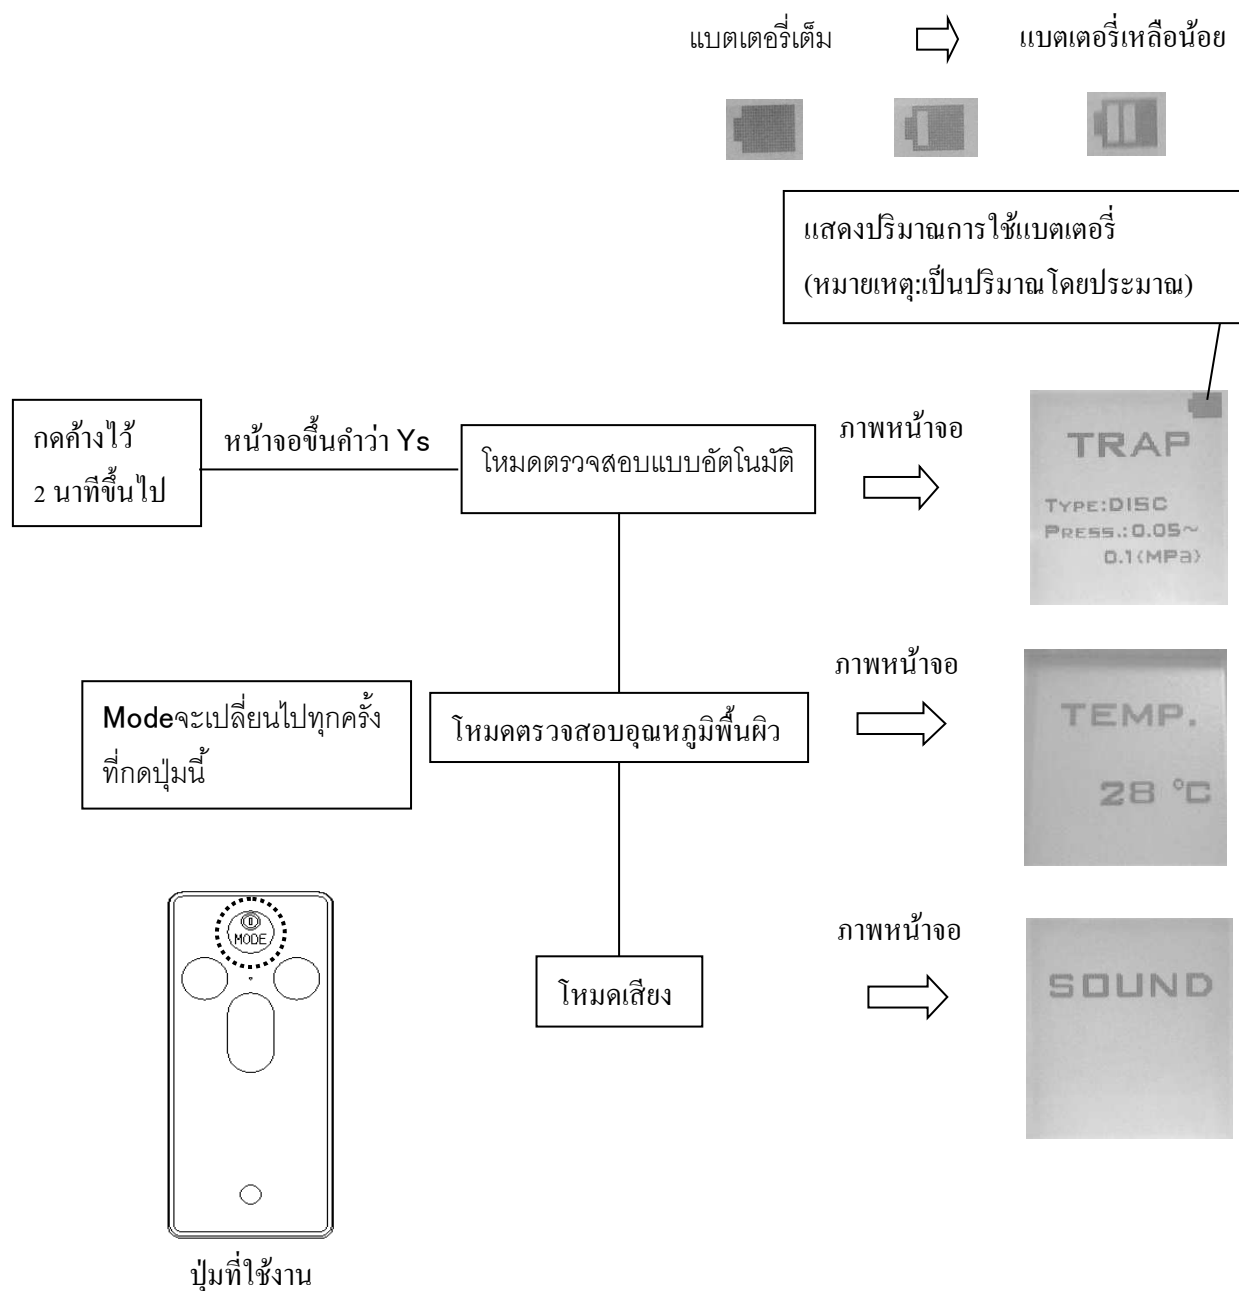 แบตเตอรี่เต็ม
แบตเตอรี่เหลือน้อย
แสดงปริมาณการใช้แบตเตอรี่
(หมายเหตุ:เป็นปริมาณโดยประมาณ)
กดค้างไว้
2 นาทีขึ้นไป
หน้าจอขึ้นคำว่า Ys
โหมดตรวจสอบแบบอัตโนมัติ
ภาพหน้าจอ
TRAP
TYPE:DISC
PRESS.:0.05~
0.1(MPa)
Modeจะเปลี่ยนไปทุกครั้ง
ที่กดปุ่มนี้
โหมดตรวจสอบอุณหภูมิพื้นผิว
ภาพหน้าจอ
TEMP.
28 °C
MODE
โหมดเสียง
ภาพหน้าจอ
SOUND
ปุ่มที่ใช้งาน